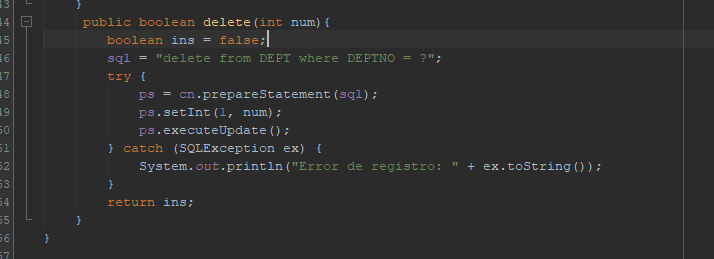 43 }
44 public boolean delete(int num){
45 boolean ins = false;
46 sql = "delete from DEPT where DEPTNO = ?";
47 try {
48 ps = cn.prepareStatement(sql);
49 ps.setInt(1, num);
50 ps.executeUpdate();
51 } catch (SQLException ex) {
52 System.out.println("Error de registro: " + ex.toString());
53 }
54 return ins;
55 }
56 }
57